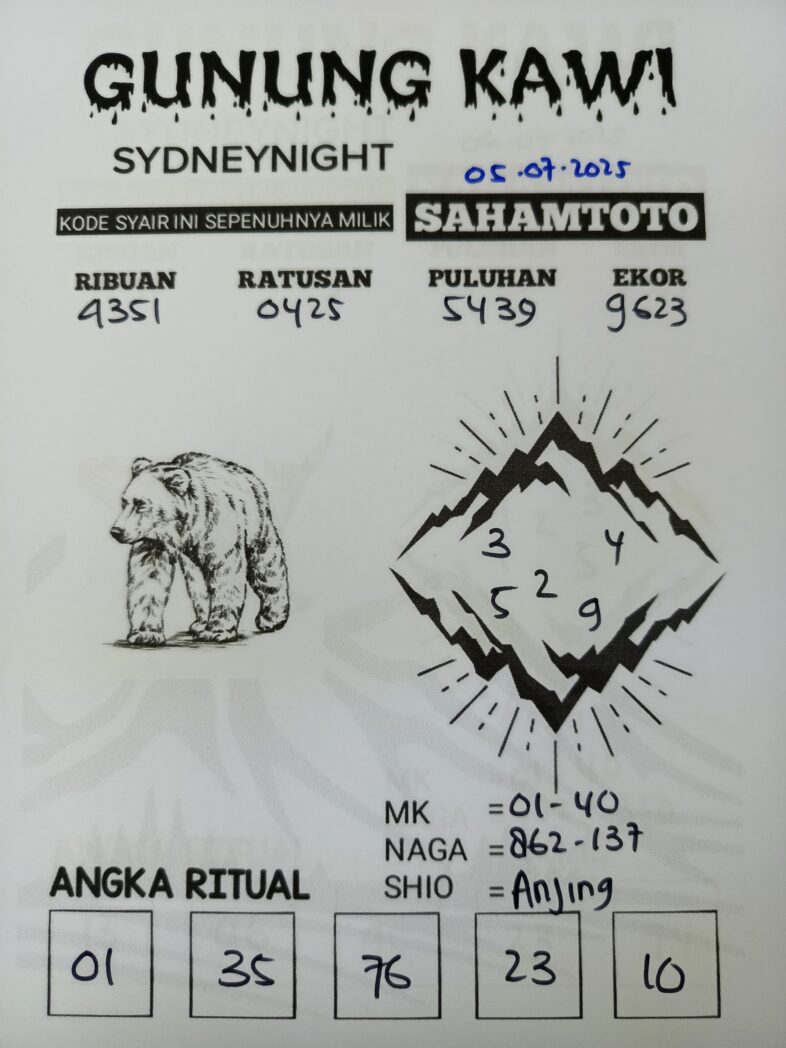 GUNUNG KAWI
SYDNEYNIGHT
05.07.2025
KODE SYAIR INI SEPENUHNYA MILIK SAHAMTOTO
RIBUAN RATUSAN PULUHAN EKOR
4351 0425 5439 9623
3 4
2
5 9
MK = 01-40
NAGA = 862-137
SHIO = Anjing
ANGKA RITUAL
01 35 76 23 10